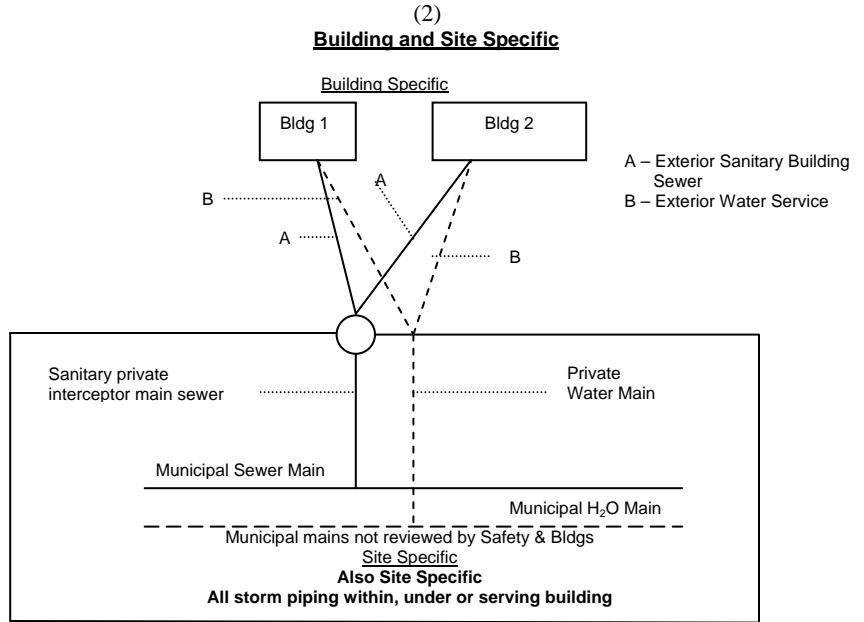 (2)
Building and Site Specific
Building Specific
Bldg 1
Bldg 2
A – Exterior Sanitary Building
Sewer
B – Exterior Water Service
A
B
A
B
Sanitary private
interceptor main sewer
Private
Water Main
Municipal Sewer Main
Municipal H₂O Main
Municipal mains not reviewed by Safety & Bldgs
Site Specific
Also Site Specific
All storm piping within, under or serving building